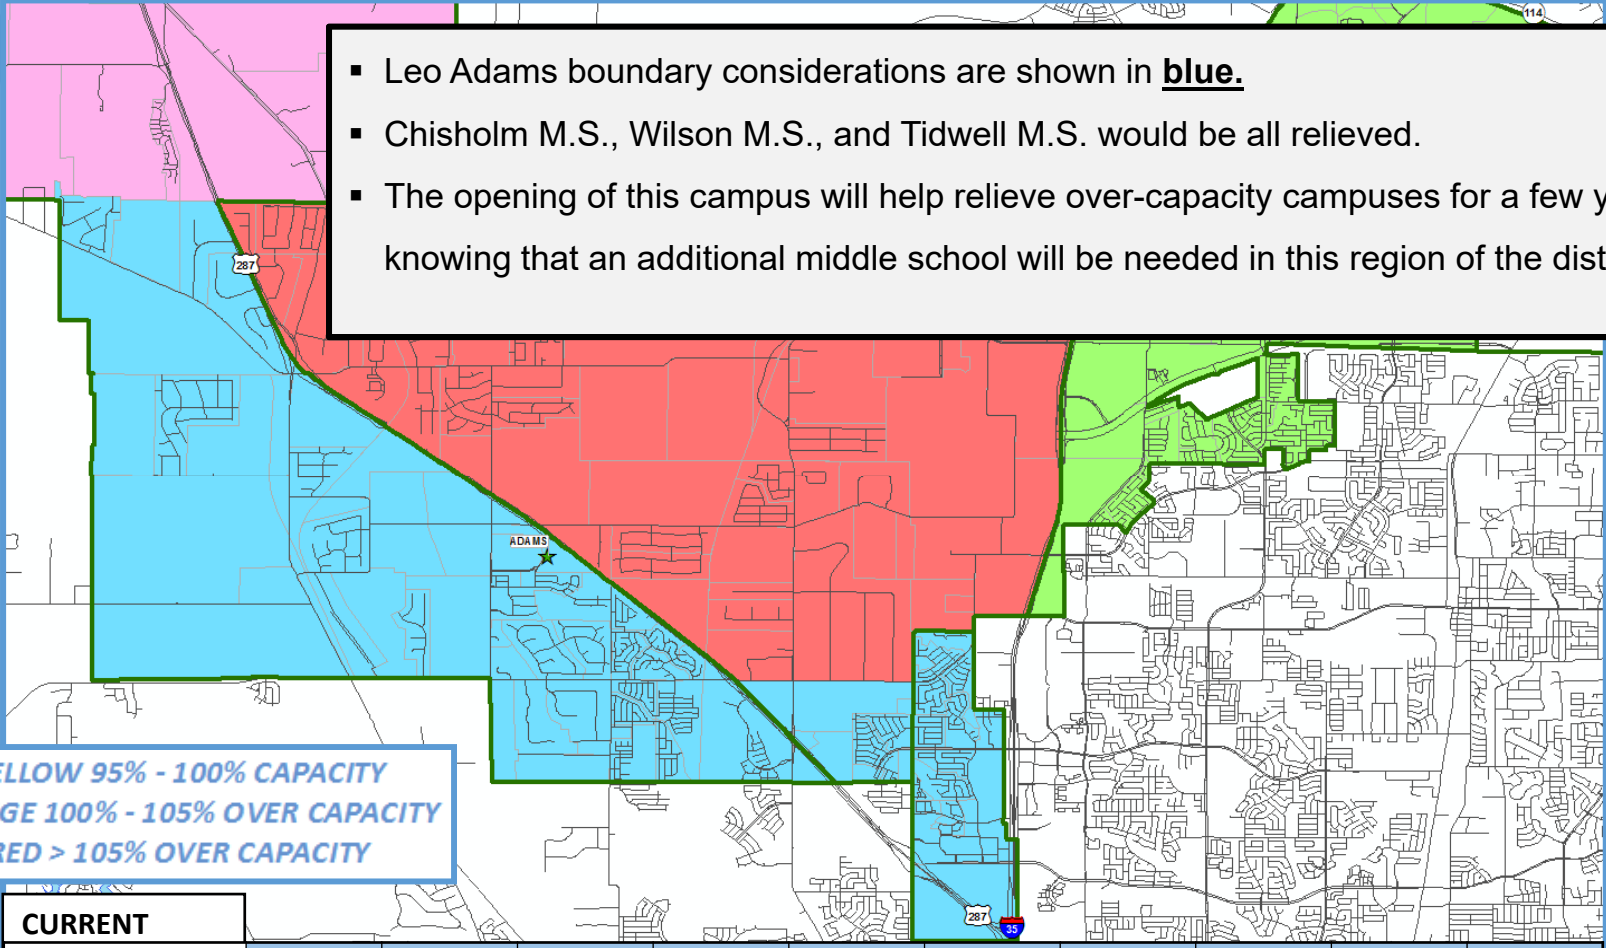 114
▪ Leo Adams boundary considerations are shown in blue.
▪ Chisholm M.S., Wilson M.S., and Tidwell M.S. would be all relieved.
▪ The opening of this campus will help relieve over-capacity campuses for a few y
knowing that an additional middle school will be needed in this region of the dist
287
ADAMS
ELLOW 95% - 100% CAPACITY
GE 100% - 105% OVER CAPACITY
RED > 105% OVER CAPACITY
CURRENT
287
35